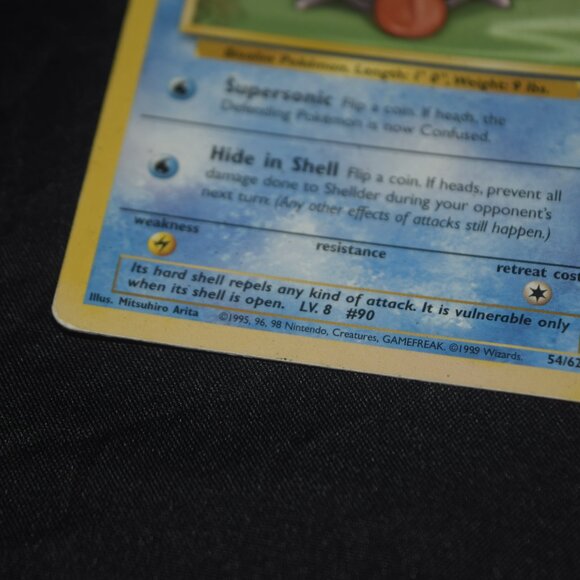 Bivalve Pokémon. Length: 1' 0", Weight: 9 lbs.
Supersonic Flip a coin. If heads, the
Defending Pokémon is now Confused.
Hide in Shell Flip a coin. If heads, prevent all
damage done to Shellder during your opponent's
next turn. (Any other effects of attacks still happen.)
weakness
resistance
retreat cost
Its hard shell repels any kind of attack. It is vulnerable only
when its shell is open. LV. 8 #90
Illus. Mitsuhiro Arita ©1995, 96, 98 Nintendo, Creatures, GAMEFREAK. ©1999 Wizards. 54/62